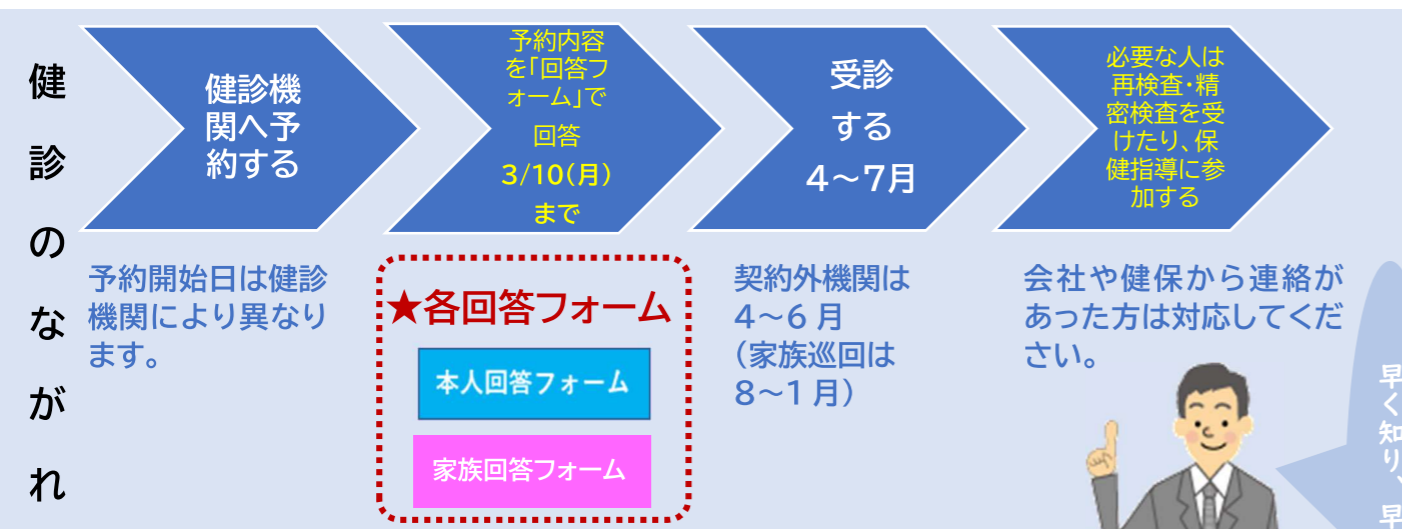 健診のながれ
健診機
関へ予
約する
予約内容
を「回答フ
ォーム」で
回答
3/10(月)
まで
受診
する
4～7月
必要な人は
再検査・精
密検査を受
けたり、保
健指導に参
加する
予約開始日は健診
機関により異なり
ます。
★各回答フォーム
本人回答フォーム
家族回答フォーム
契約外機関は
4～6 月
（家族巡回は
8～1 月）
会社や健保から連絡が
あった方は対応してくだ
さい。
早く知り、早